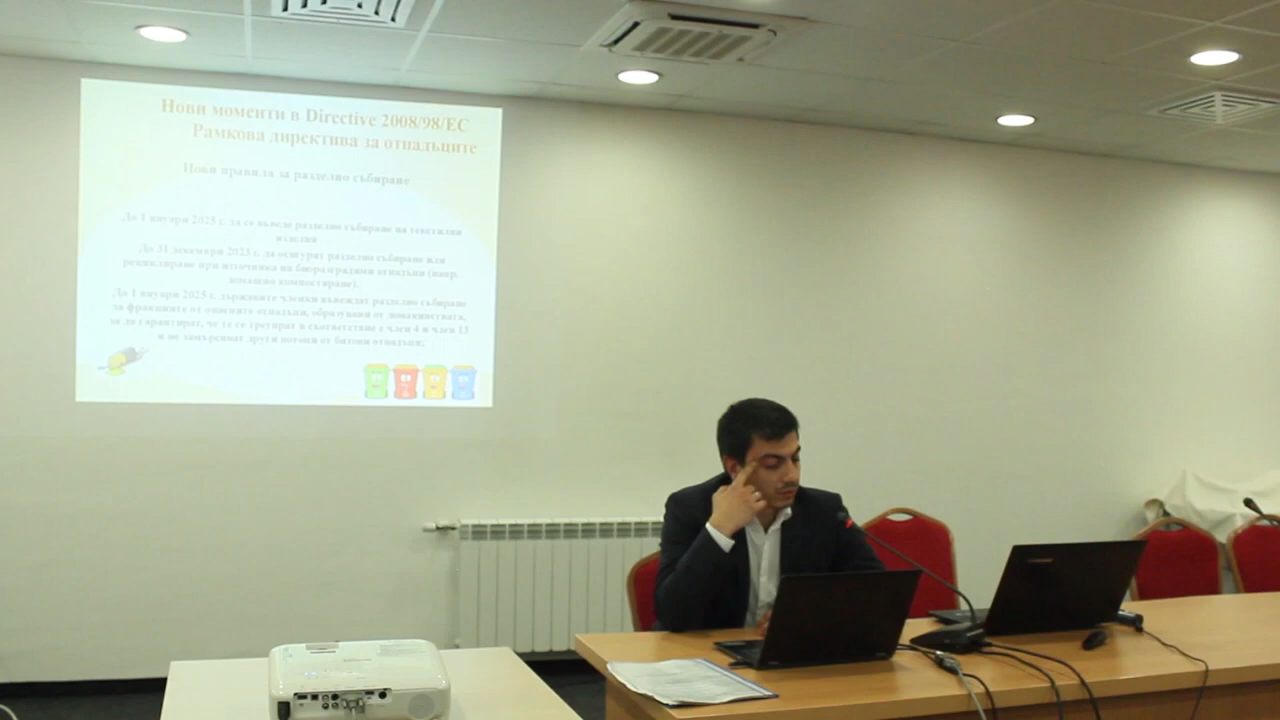 Нови моменти в Directive 2008/98/ЕС
Рамкова директива за отпадъците
Нови правила за разделно събиране
До 1 януари 2025 г. да се въведе разделно събиране на текстилни
изделия
До 31 декември 2023 г. да осигурят разделно събиране или
рециклиране при източника на биоразградими отпадъци (напр.
домашно компостиране).
До 1 януари 2025 г. държавите членки въвеждат разделно събиране
за фракциите от опасните отпадъци, образувани от домакинствата,
за да гарантират, че те се третират в съответствие с член 4 и член 13
и не замърсяват други потоци от битови отпадъци;